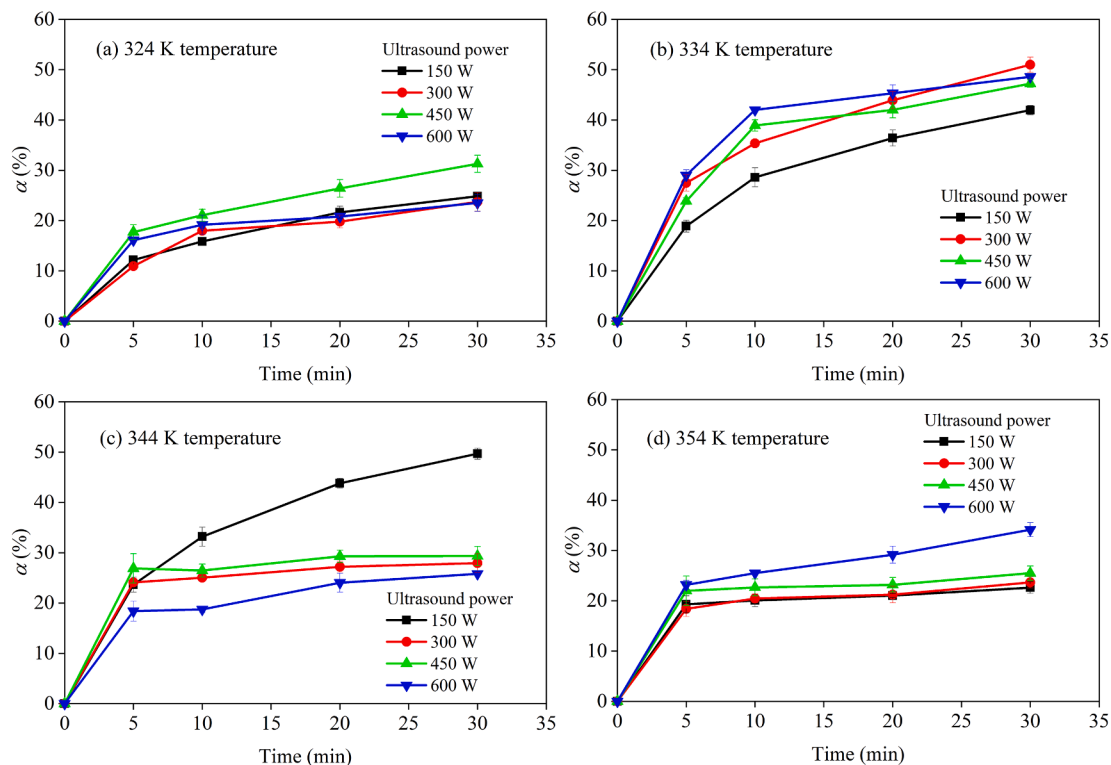 (a) 324 K temperature
Ultrasound power
150 W
300 W
450 W
600 W
60
50
40
30
20
10
0
α (%)
0 5 10 15 20 25 30 35
Time (min)
(b) 334 K temperature
Ultrasound power
150 W
300 W
450 W
600 W
60
50
40
30
20
10
0
α (%)
0 5 10 15 20 25 30 35
Time (min)
(c) 344 K temperature
Ultrasound power
150 W
300 W
450 W
600 W
60
50
40
30
20
10
0
α (%)
0 5 10 15 20 25 30 35
Time (min)
(d) 354 K temperature
Ultrasound power
150 W
300 W
450 W
600 W
60
50
40
30
20
10
0
α (%)
0 5 10 15 20 25 30 35
Time (min)